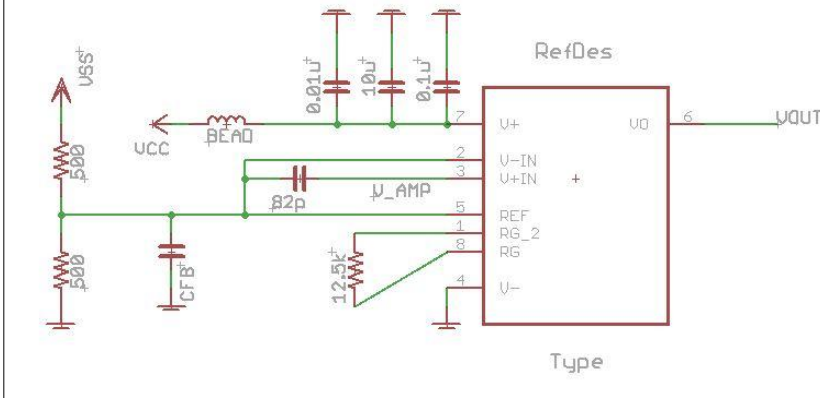 RefDes
VSS
0.01u
10u
0.1u
7
V+
VO
6
VOUT
BEAD
VCC
2
V-IN
500
3
V+IN
82p
V_AMP
5
REF
1
RG_2
8
RG
500
CFB
12.5k
4
V-
Type